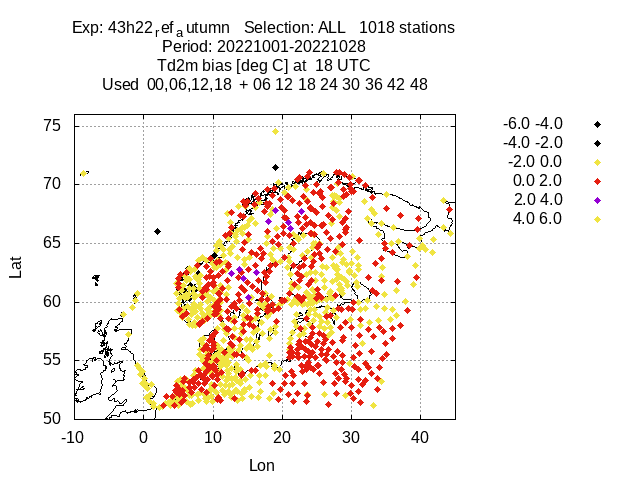 Exp: 43h22refautumn Selection: ALL 1018 stations
Period: 20221001-20221028
Td2m bias [deg C] at 18 UTC
Used 00,06,12,18 + 06 12 18 24 30 36 42 48
-6.0 -4.0
-4.0 -2.0
-2.0 0.0
0.0 2.0
2.0 4.0
4.0 6.0
75
70
65
60
55
50
Lat
-10 0 10 20 30 40
Lon